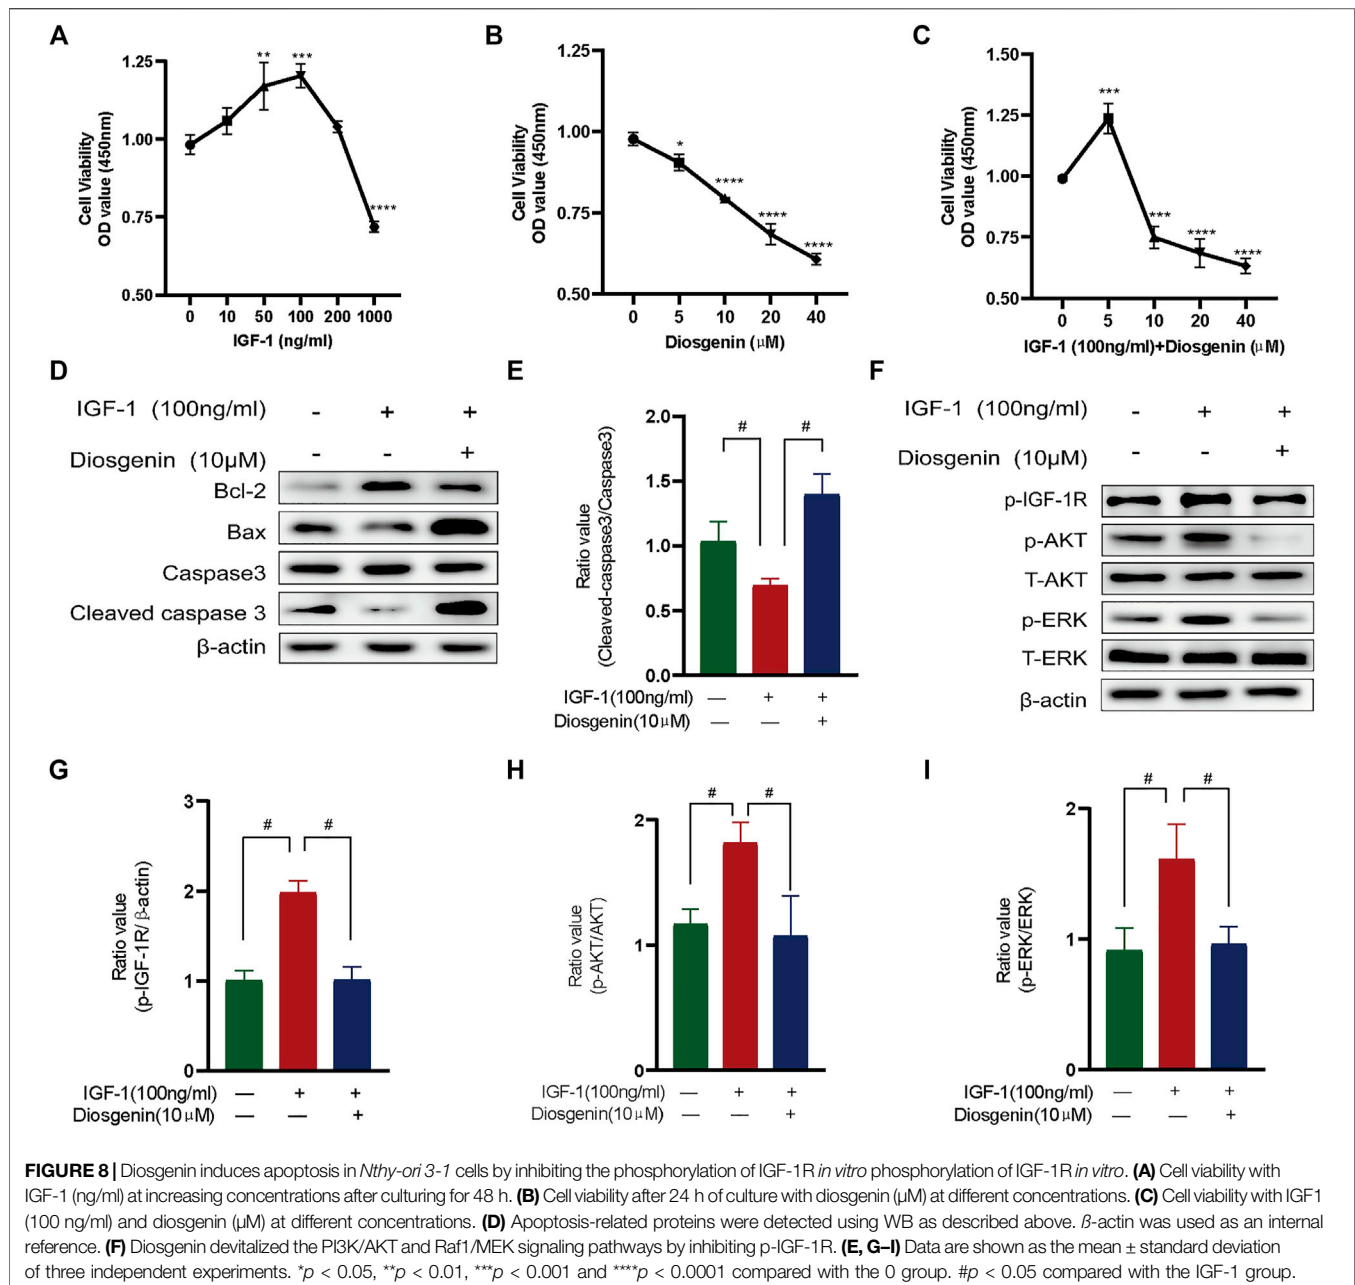 A
Cell Viability
OD value (450nm)
1.25
1.00
0.75
0.50
** *** ****
0 10 50 100 200 1000
IGF-1 (ng/ml)
B
Cell Viability
OD value (450nm)
1.25
1.00
0.75
0.50
* **** **** ****
0 5 10 20 40
Diosgenin (μM)
C
Cell Viability
OD value (450nm)
1.50
1.25
1.00
0.75
0.50
*** *** **** ****
0 5 10 20 40
IGF-1 (100ng/ml)+Diosgenin (μM)
D
IGF-1 (100ng/ml) - + +
Diosgenin (10μM) - - +
Bcl-2
Bax
Caspase3
Cleaved caspase 3
β-actin
E
Ratio value
(Cleaved-caspase3/Caspase3)
2.0
1.5
1.0
0.5
0.0
# #
IGF-1(100ng/ml) — + +
Diosgenin(10μM) — — +
F
IGF-1 (100ng/ml) - + +
Diosgenin (10μM) - - +
p-IGF-1R
p-AKT
T-AKT
p-ERK
T-ERK
β-actin
G
Ratio value
(p-IGF-1R/β-actin)
3
2
1
0
# #
IGF-1(100ng/ml) — + +
Diosgenin(10μM) — — +
H
Ratio value
(p-AKT/AKT)
2
1
0
# #
IGF-1(100ng/ml) — + +
Diosgenin(10μM) — — +
I
Ratio value
(p-ERK/ERK)
2
1
0
# #
IGF-1(100ng/ml) — + +
Diosgenin(10μM) — — +
FIGURE 8 | Diosgenin induces apoptosis in Nthy-ori 3-1 cells by inhibiting the phosphorylation of IGF-1R in vitro phosphorylation of IGF-1R in vitro. (A) Cell viability with
IGF-1 (ng/ml) at increasing concentrations after culturing for 48 h. (B) Cell viability after 24 h of culture with diosgenin (μM) at different concentrations. (C) Cell viability with IGF1
(100 ng/ml) and diosgenin (μM) at different concentrations. (D) Apoptosis-related proteins were detected using WB as described above. ß-actin was used as an internal
reference. (F) Diosgenin devitalized the PI3K/AKT and Raf1/MEK signaling pathways by inhibiting p-IGF-1R. (E, G–I) Data are shown as the mean ± standard deviation
of three independent experiments. *p < 0.05, **p < 0.01, ***p < 0.001 and ****p < 0.0001 compared with the 0 group. #p < 0.05 compared with the IGF-1 group.